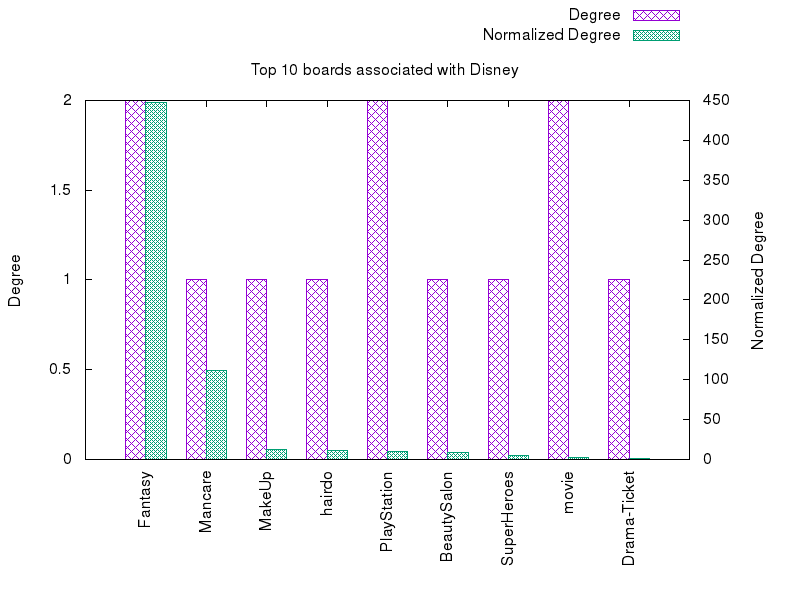 Degree
Normalized Degree
Top 10 boards associated with Disney
2
1.5
1
0.5
0
Degree
450
400
350
300
250
200
150
100
50
0
Normalized Degree
Fantasy
Mancare
MakeUp
hairdo
PlayStation
BeautySalon
SuperHeroes
movie
Drama-Ticket